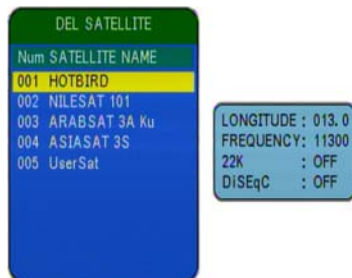 DEL SATELLITE
Num SATELLITE NAME
001 HOTBIRD
002 NILESAT 101
003 ARABSAT 3A Ku
004 ASIASAT 3S
005 UserSat
LONGITUDE : 013.0
FREQUENCY: 11300
22K : OFF
DiSEqC : OFF